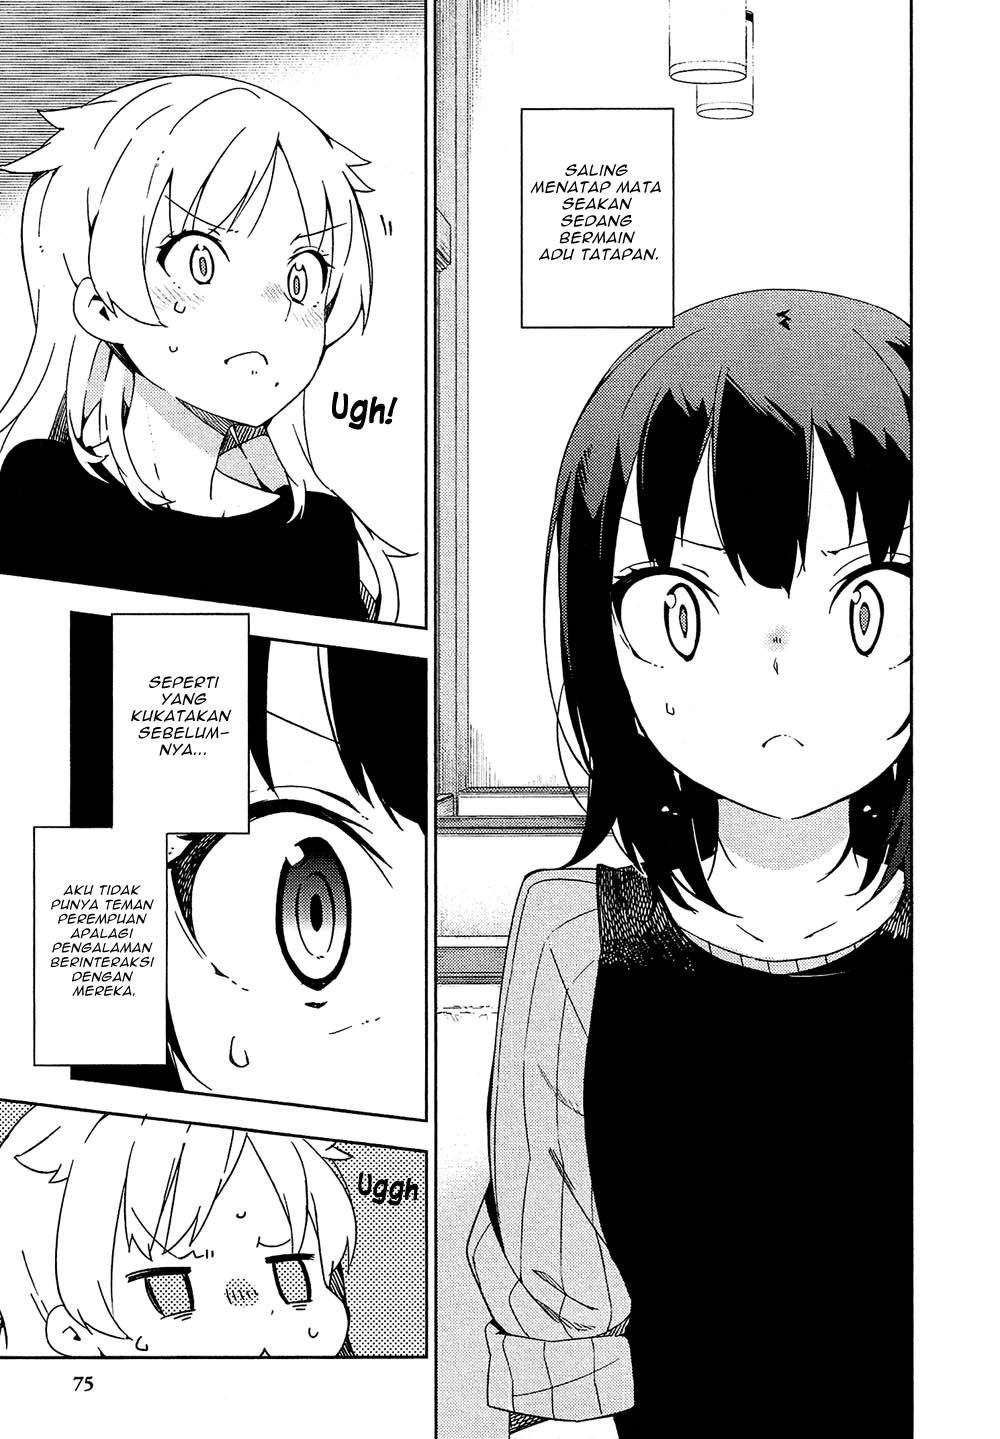 SALING
MENATAP MATA
SEAKAN
SEDANG
BERMAIN
ADU TATAPAN.
Ugh!
SEPERTI
YANG
KUKATAKAN
SEBELUM-
NYA...
AKU TIDAK
PUNYA TEMAN
PEREMPUAN
APALAGI
PENGALAMAN
BERINTERAKSI
DENGAN
MEREKA.
Uggh
75